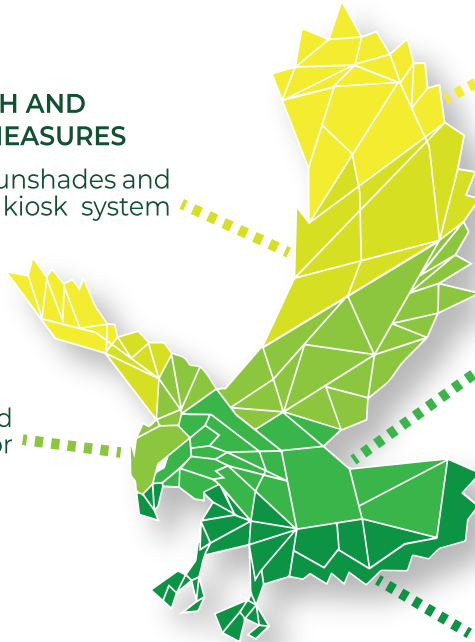 H AND
MEASURES
unshades and
kiosk system
d
or